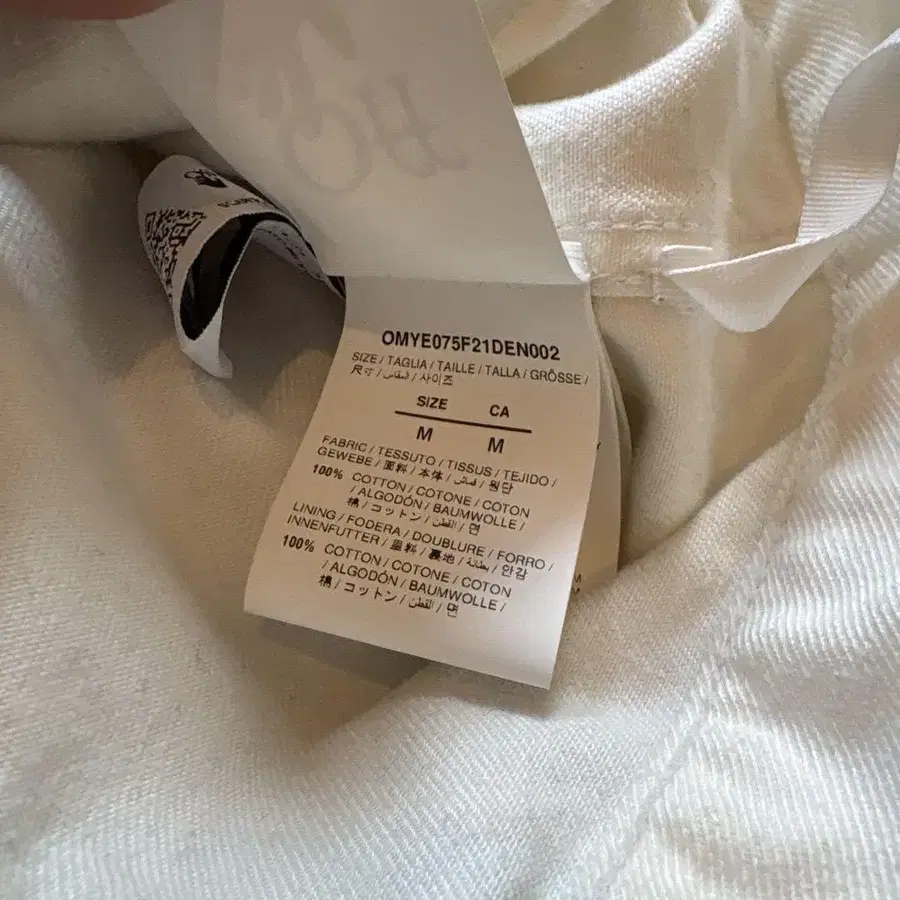 Off
SCAN
OMYE075F21DEN002
SIZE / TAGLIA / TAILLE / TALLA / GRÖSSE /
尺寸 / المقاس / 사이즈
SIZE CA
M M
FABRIC / TESSUTO / TISSUS / TEJIDO /
GEWEBE / 面料 / 本体 / قماش / 원단
100% COTTON / COTONE / COTON
/ ALGODÓN / BAUMWOLLE /
棉 / コットン / القطن / 면
LINING / FODERA / DOUBLURE / FORRO /
INNENFUTTER / 里料 / 裏地 / بطانة / 안감
100% COTTON / COTONE / COTON
/ ALGODÓN / BAUMWOLLE /
棉 / コットン / القطن / 면